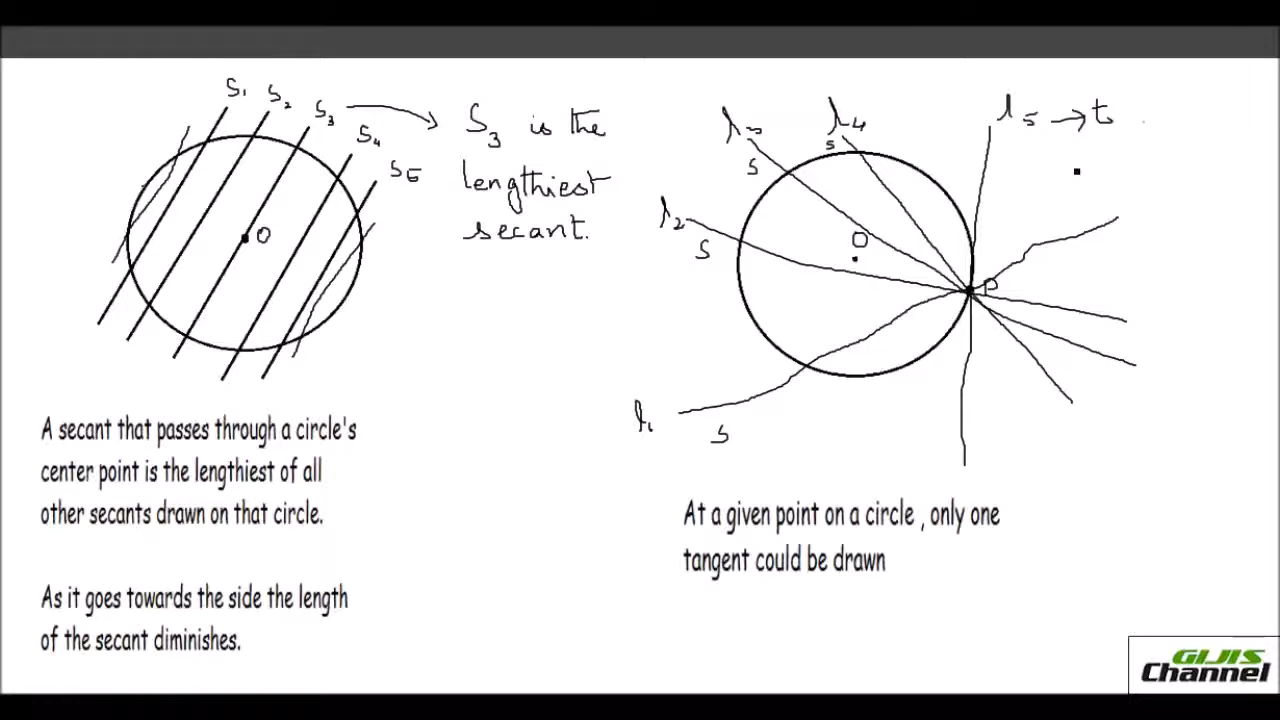 S₁
S₂
S₃
S₄
S₅
S₃ is the
lengthiest
secant.
O
A secant that passes through a circle's
center point is the lengthiest of all
other secants drawn on that circle.
As it goes towards the side the length
of the secant diminishes.
l₃
l₄
l₅ → t
s
s
l₂
s
O
P
l₁
s
At a given point on a circle , only one
tangent could be drawn
GIJIS
Channel